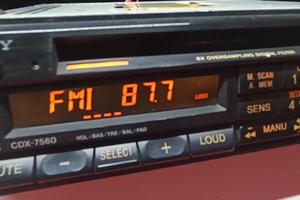 8X OVERSAMPLING DIGITAL FILTER
FM1 87.7
M. SCAN
A. MEM
SENS
CDX-7560
VOL/BAS/TRE/BAL/FAD
SELECT
LOUD
MANU